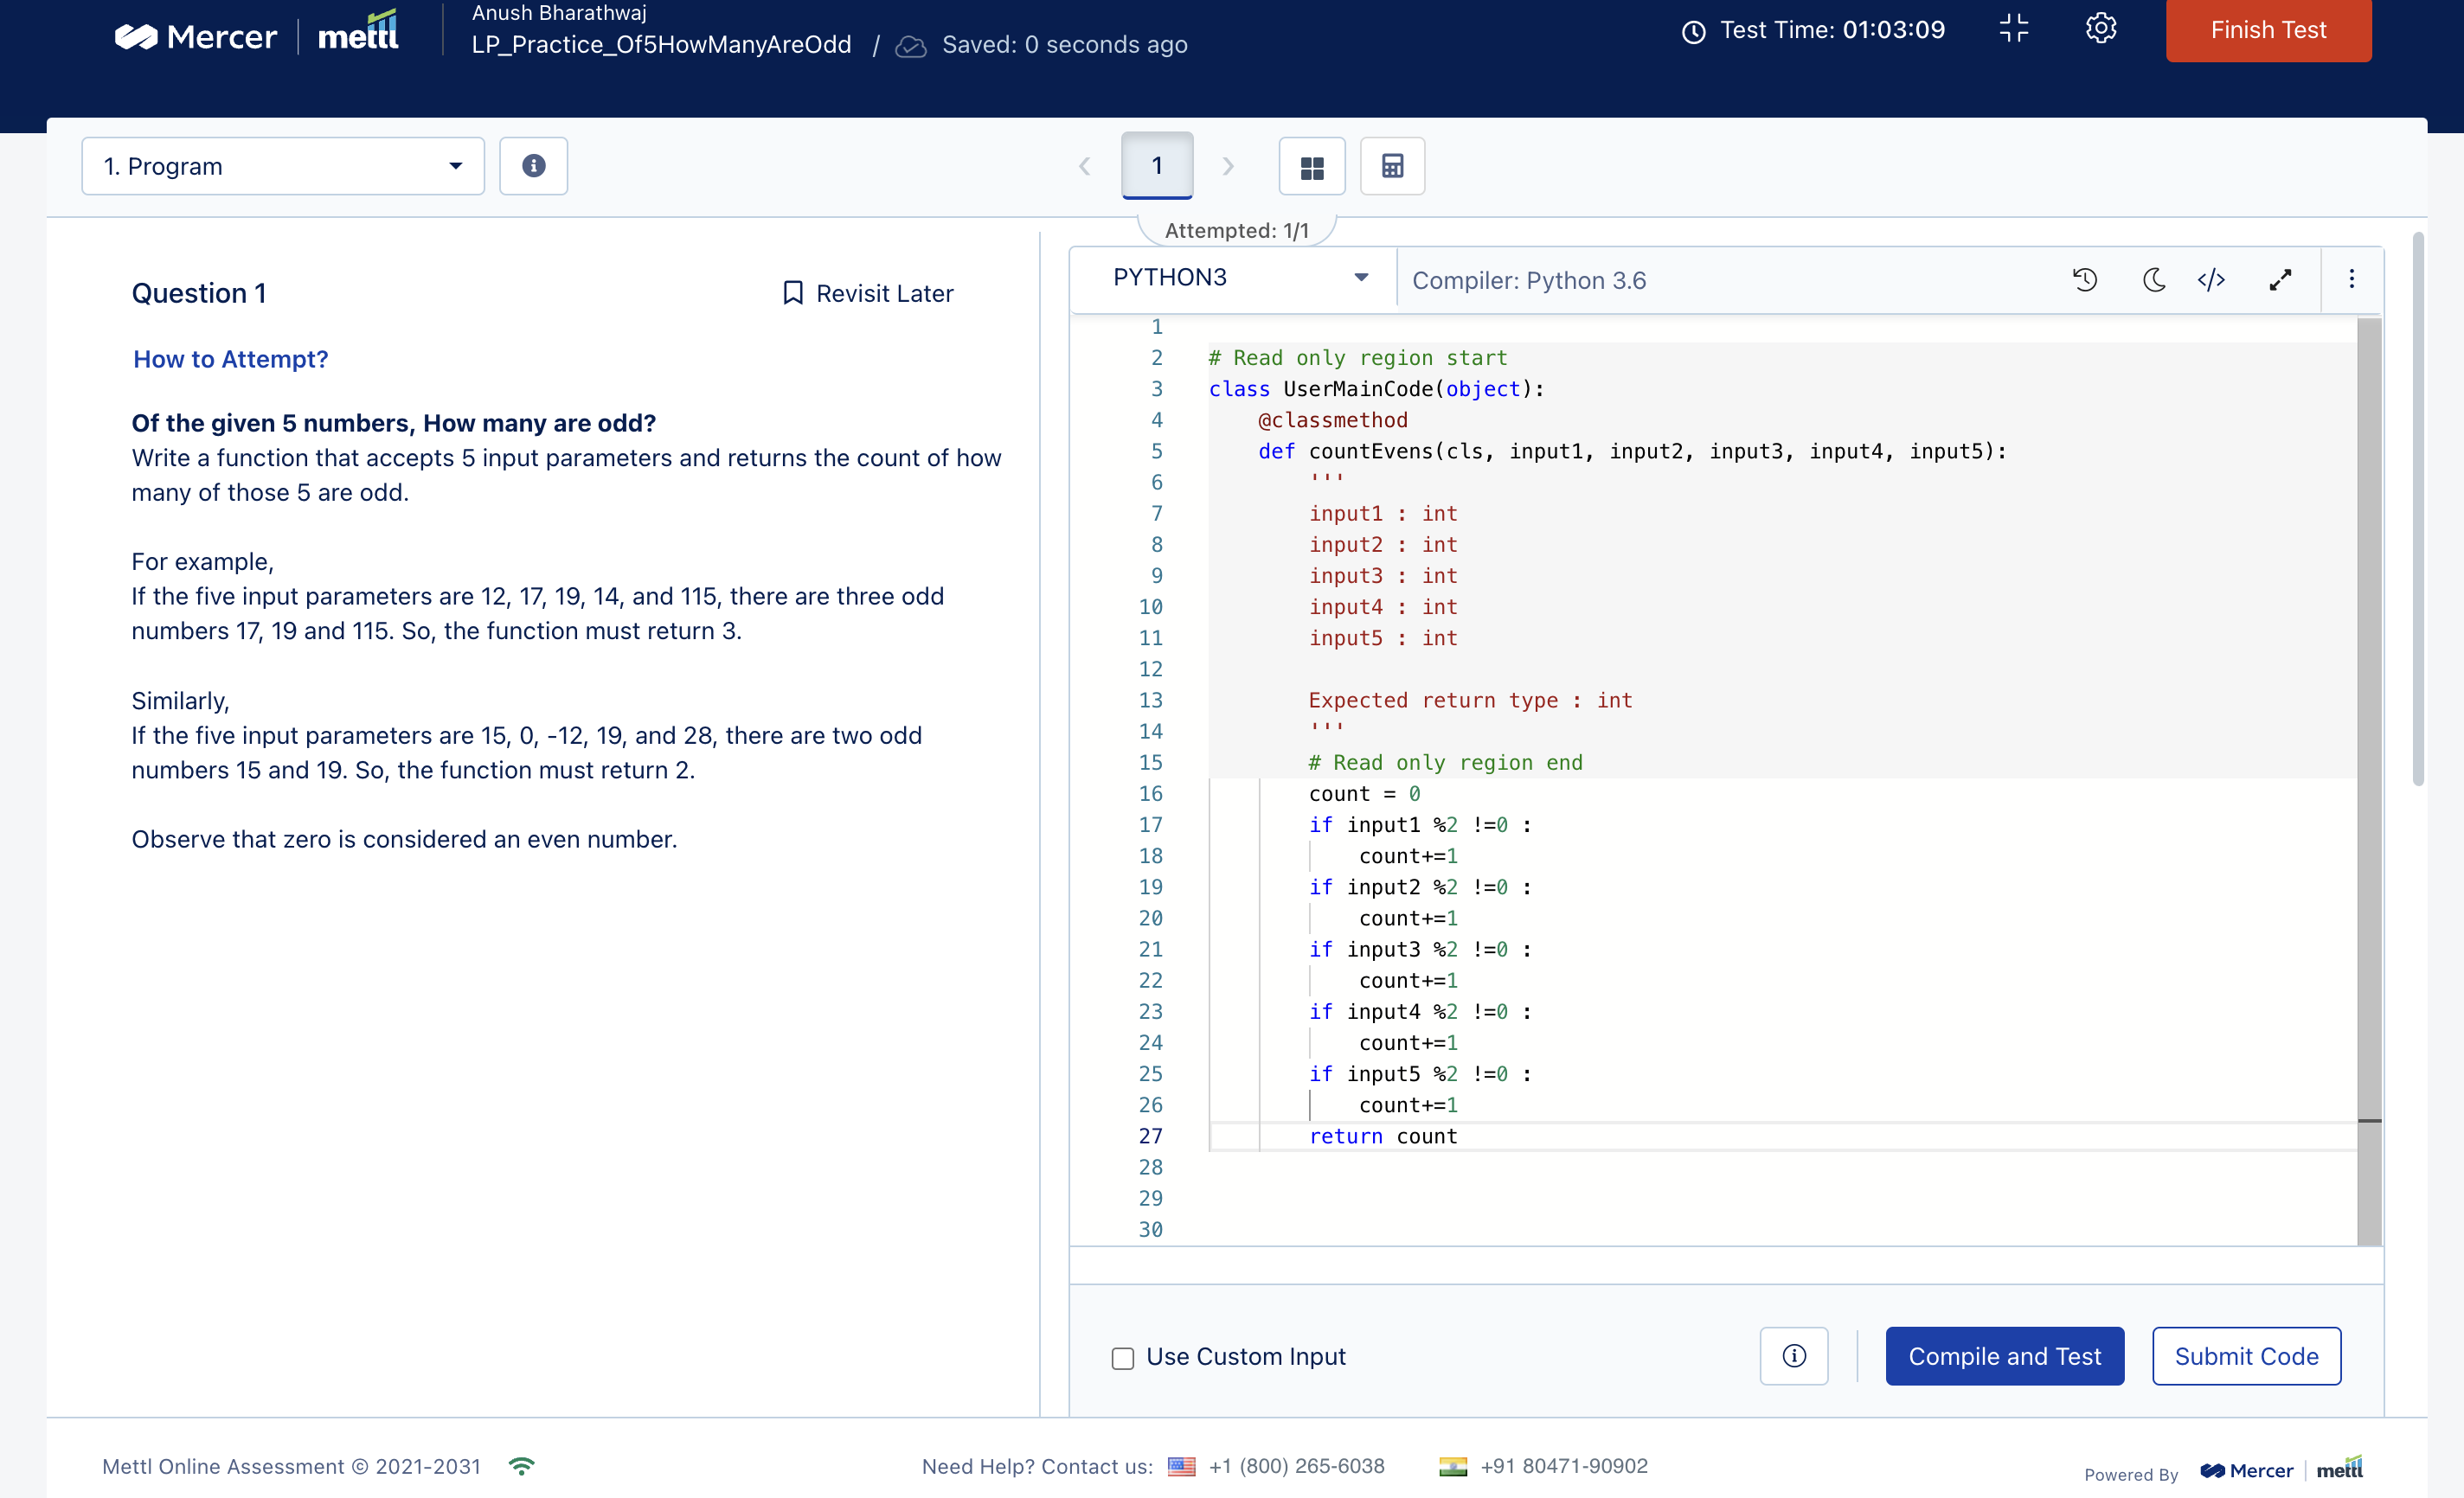 Mercer mettl
Anush Bharathwaj
LP_Practice_Of5HowManyAreOdd / Saved: 0 seconds ago
Test Time: 01:03:09
Finish Test
1. Program
1
Attempted: 1/1
Question 1
Revisit Later
How to Attempt?
Of the given 5 numbers, How many are odd?
Write a function that accepts 5 input parameters and returns the count of how
many of those 5 are odd.
For example,
If the five input parameters are 12, 17, 19, 14, and 115, there are three odd
numbers 17, 19 and 115. So, the function must return 3.
Similarly,
If the five input parameters are 15, 0, -12, 19, and 28, there are two odd
numbers 15 and 19. So, the function must return 2.
Observe that zero is considered an even number.
PYTHON3
Compiler: Python 3.6
1
2 # Read only region start
3 class UserMainCode(object):
4     @classmethod
5     def countEvens(cls, input1, input2, input3, input4, input5):
6         '''
7         input1 : int
8         input2 : int
9         input3 : int
10         input4 : int
11         input5 : int
12
13         Expected return type : int
14         '''
15         # Read only region end
16         count = 0
17         if input1 %2 !=0 :
18             count+=1
19         if input2 %2 !=0 :
20             count+=1
21         if input3 %2 !=0 :
22             count+=1
23         if input4 %2 !=0 :
24             count+=1
25         if input5 %2 !=0 :
26             count+=1
27         return count
28
29
30
Use Custom Input
Compile and Test
Submit Code
Mettl Online Assessment © 2021-2031
Need Help? Contact us: +1 (800) 265-6038 +91 80471-90902
Powered By Mercer mettl